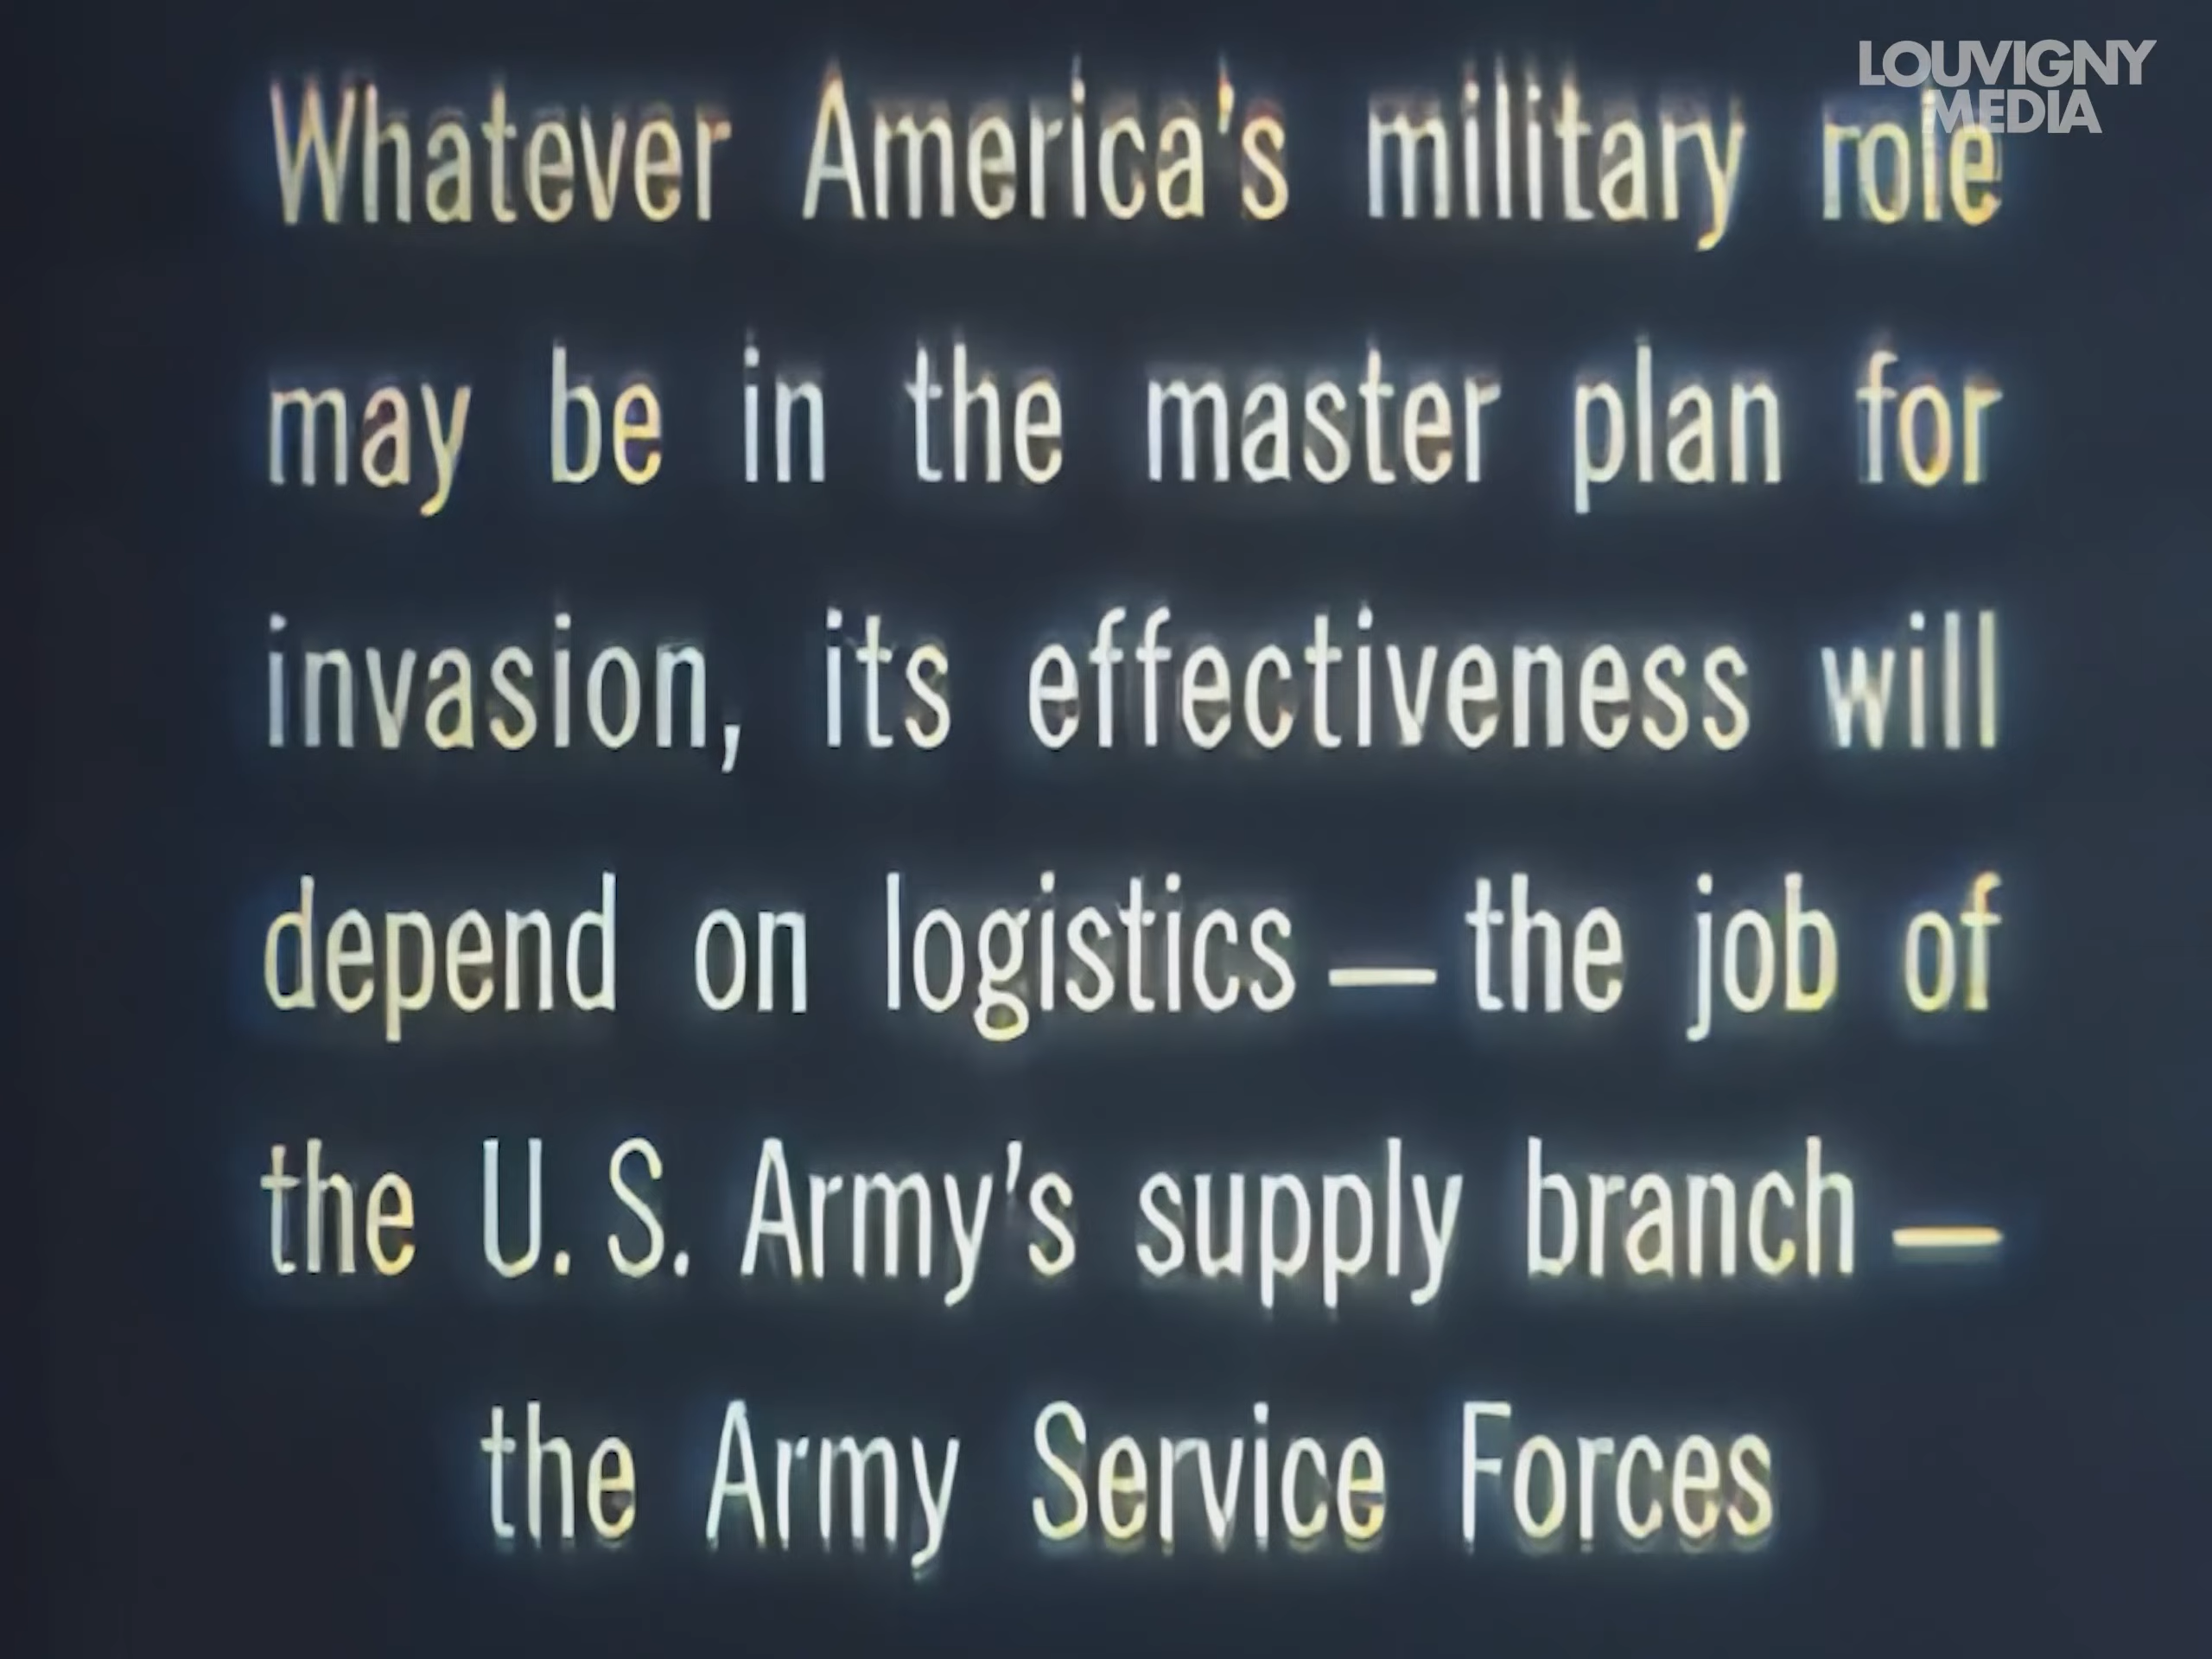 LOUVIGNY
MEDIA
Whatever America's military role
may be in the master plan for
invasion, its effectiveness will
depend on logistics — the job of
the U. S. Army's supply branch —
the Army Service Forces